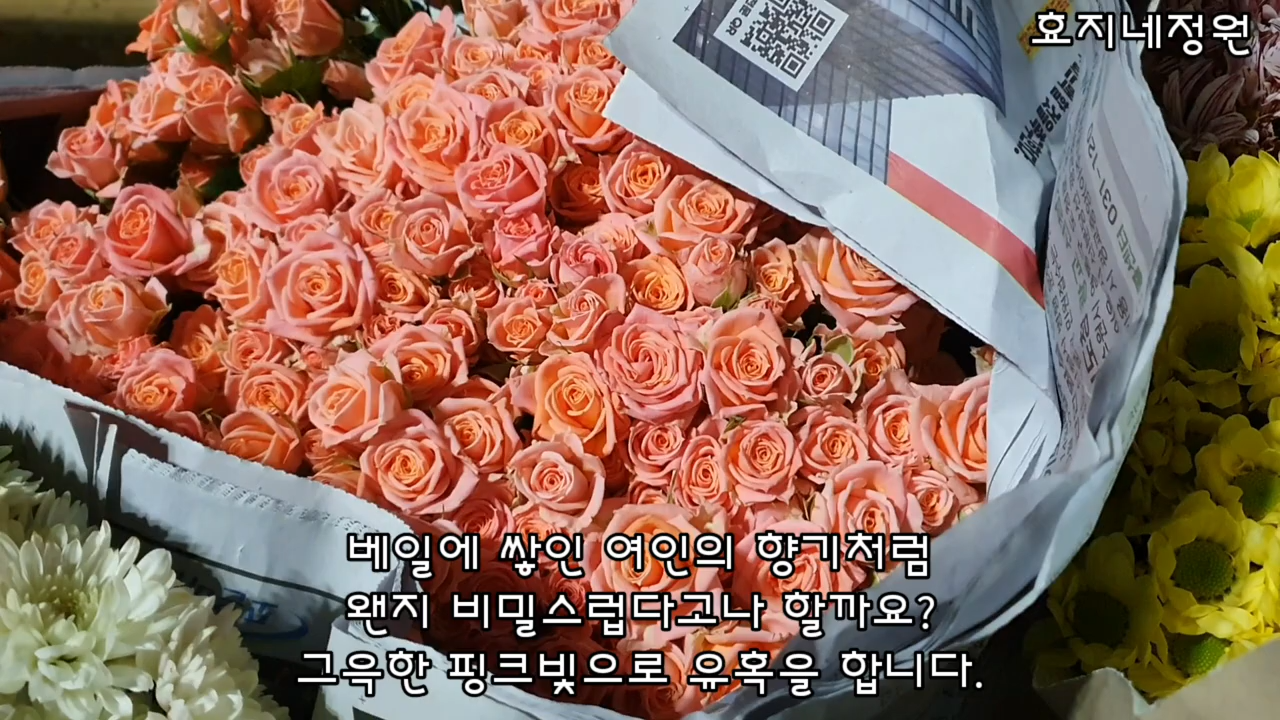 호지네정원
QR
031
베일에 쌓인 여인의 향기처럼
왠지 비밀스럽다고나 할까요?
그윽한 핑크빛으로 유혹을 합니다.